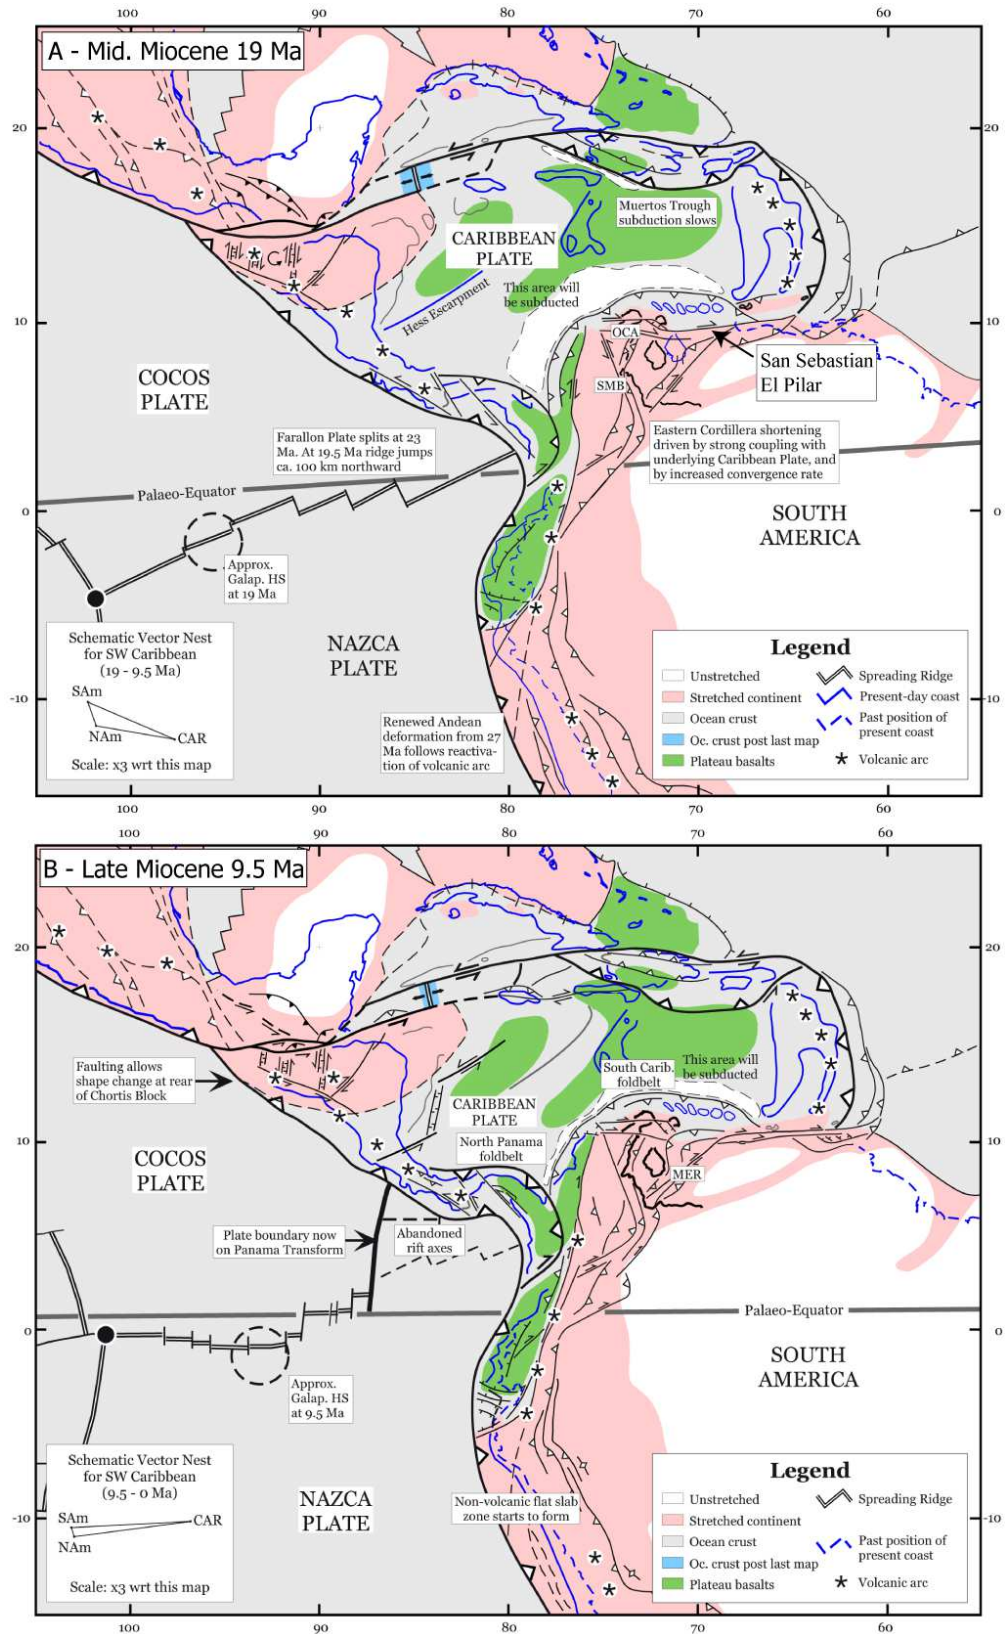 100
90
80
70
60
A - Mid. Miocene 19 Ma
20
20
Muertos Trough
subduction slows
CARIBBEAN
PLATE
This area will
be subducted
Hess Escarpment
10
10
OCA
San Sebastian
El Pilar
COCOS
PLATE
SMB
Farallon Plate splits at 23
Ma. At 19.5 Ma ridge jumps
ca. 100 km northward
Eastern Cordillera shortening
driven by strong coupling with
underlying Caribbean Plate, and
by increased convergence rate
Palaeo-Equator
0
0
SOUTH
AMERICA
Approx.
Galap. HS
at 19 Ma
Schematic Vector Nest
for SW Caribbean
(19 - 9.5 Ma)
SAm
NAm
CAR
Scale: x3 wrt this map
NAZCA
PLATE
Renewed Andean
deformation from 27
Ma follows reactiva-
tion of volcanic arc
-10
-10
Legend
Unstretched
Stretched continent
Ocean crust
Oc. crust post last map
Plateau basalts
Spreading Ridge
Present-day coast
Past position of
present coast
Volcanic arc
100
90
80
70
60
100
90
80
70
60
B - Late Miocene 9.5 Ma
20
20
Faulting allows
shape change at rear
of Chortis Block
South Carib.
foldbelt
This area will
be subducted
CARIBBEAN
PLATE
North Panama
foldbelt
10
10
MER
COCOS
PLATE
Plate boundary now
on Panama Transform
Abandoned
rift axes
Palaeo-Equator
0
0
SOUTH
AMERICA
Approx.
Galap. HS
at 9.5 Ma
Schematic Vector Nest
for SW Caribbean
(9.5 - 0 Ma)
SAm
CAR
NAm
Scale: x3 wrt this map
NAZCA
PLATE
Non-volcanic flat slab
zone starts to form
-10
-10
Legend
Unstretched
Stretched continent
Ocean crust
Oc. crust post last map
Plateau basalts
Spreading Ridge
Past position of
present coast
Volcanic arc
100
90
80
70
60